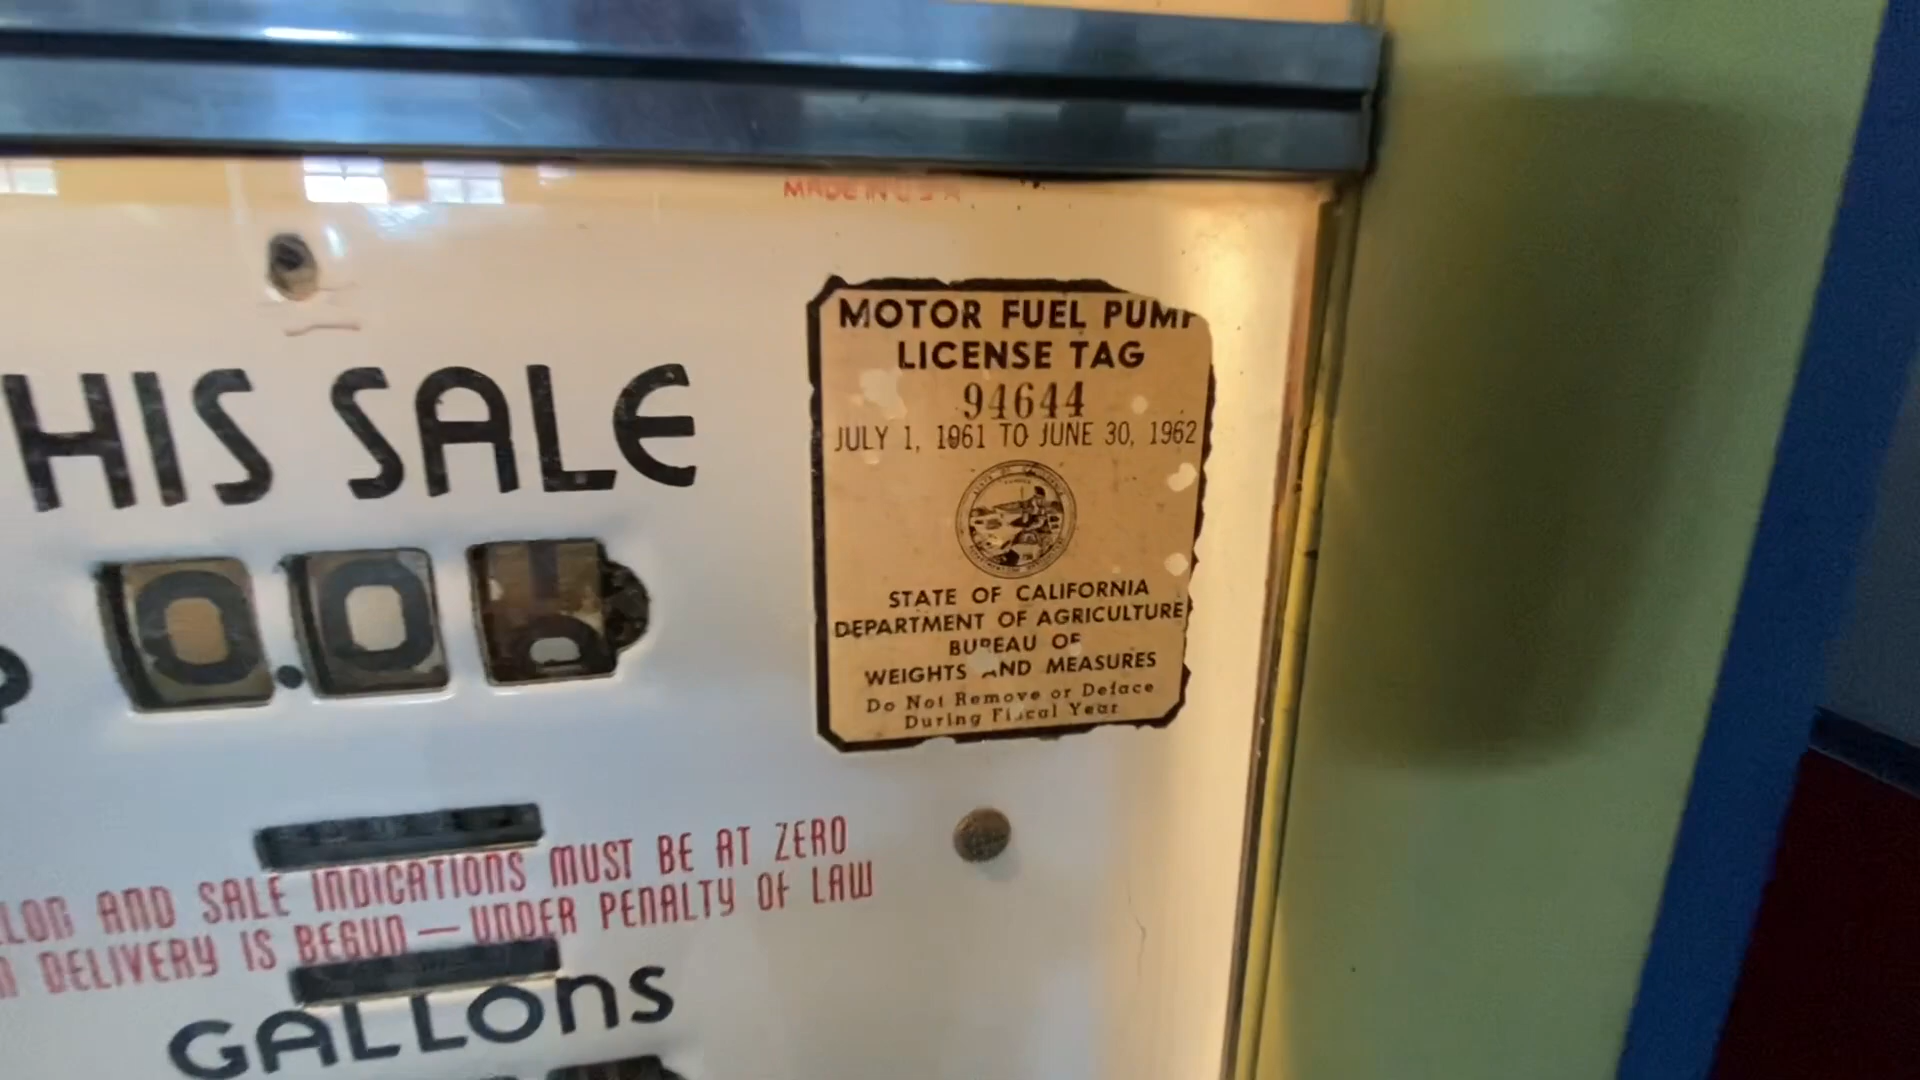 MADE IN U S A
HIS SALE
0.0
MOTOR FUEL PUMP
LICENSE TAG
94644
JULY 1, 1961 TO JUNE 30, 1962
STATE OF CALIFORNIA
DEPARTMENT OF AGRICULTURE
BUREAU OF
WEIGHTS AND MEASURES
Do Not Remove or Deface
During Fiscal Year
LLON AND SALE INDICATIONS MUST BE AT ZERO
N DELIVERY IS BEGUN — UNDER PENALTY OF LAW
GALLONS